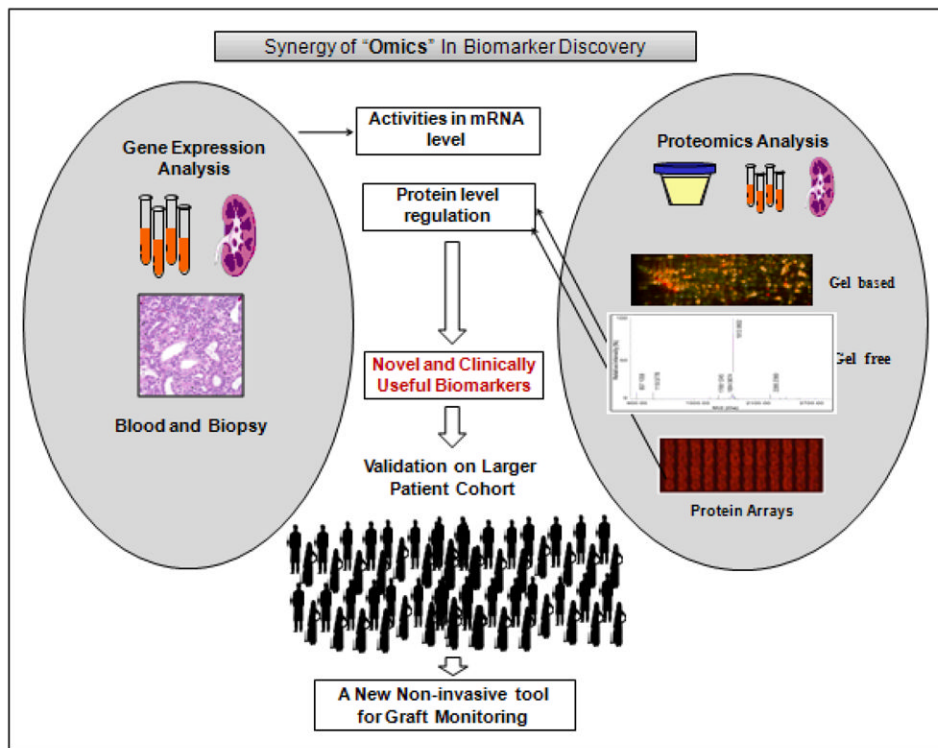 Synergy of "Omics" In Biomarker Discovery
Gene Expression
Analysis
Blood and Biopsy
Activities in mRNA
level
Protein level
regulation
Novel and Clinically
Useful Biomarkers
Validation on Larger
Patient Cohort
A New Non-invasive tool
for Graft Monitoring
Proteomics Analysis
Gel based
Gel free
Protein Arrays